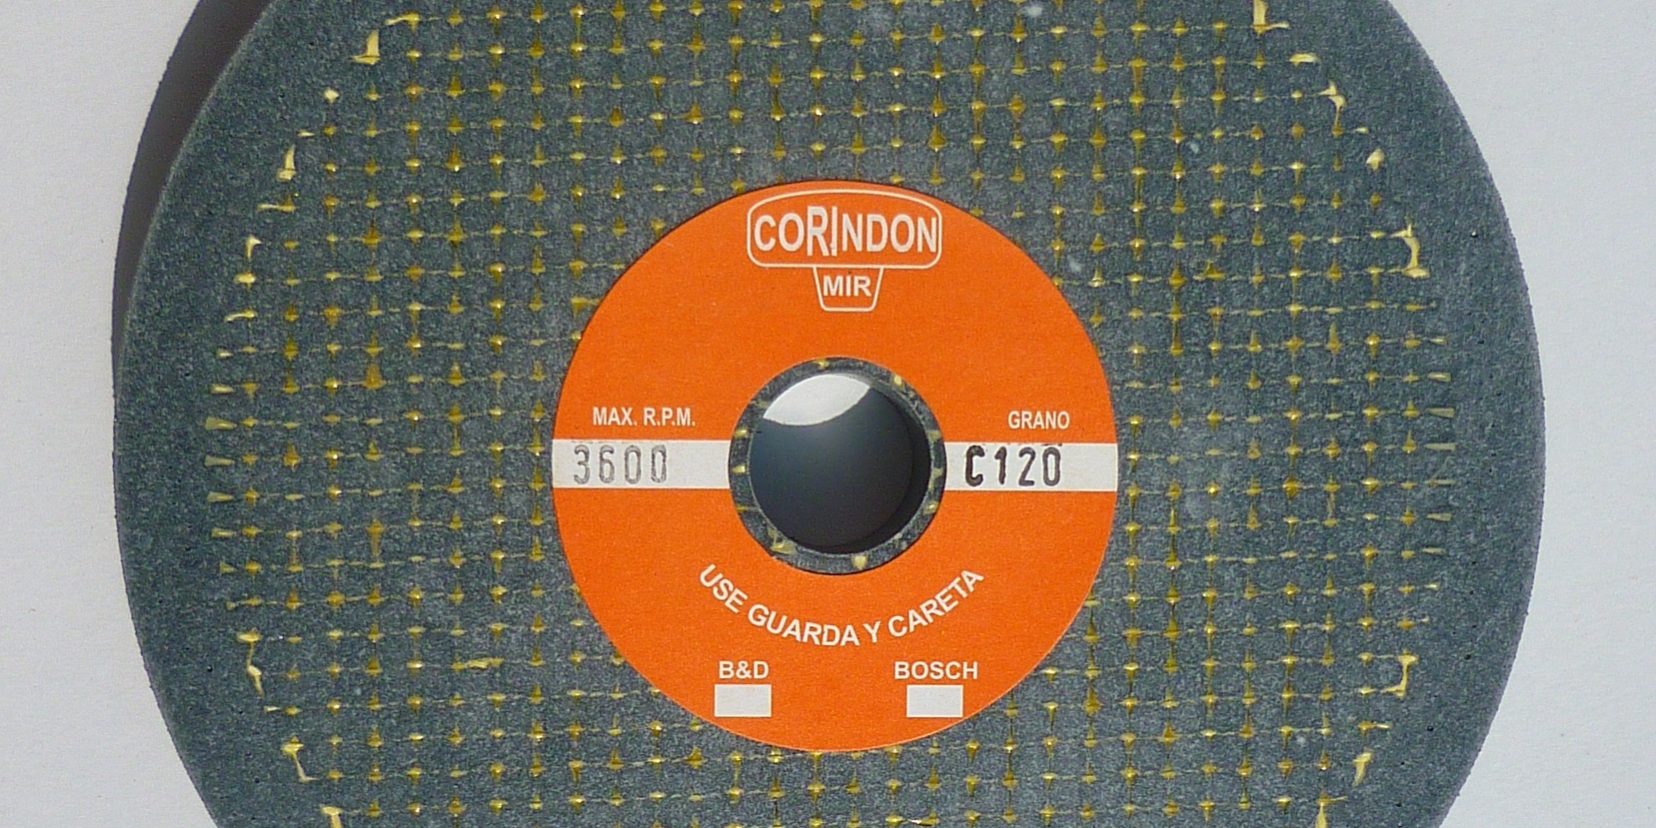 CORINDON
MIR
MAX. R.P.M.
GRANO
3600
C120
USE GUARDA Y CARETA
B&D
BOSCH